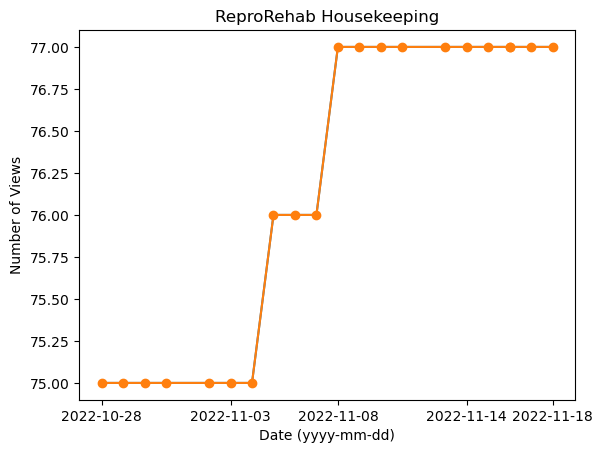 ReproRehab Housekeeping
77.00
76.75
76.50
76.25
76.00
75.75
75.50
75.25
75.00
Number of Views
2022-10-28 2022-11-03 2022-11-08 2022-11-14 2022-11-18
Date (yyyy-mm-dd)